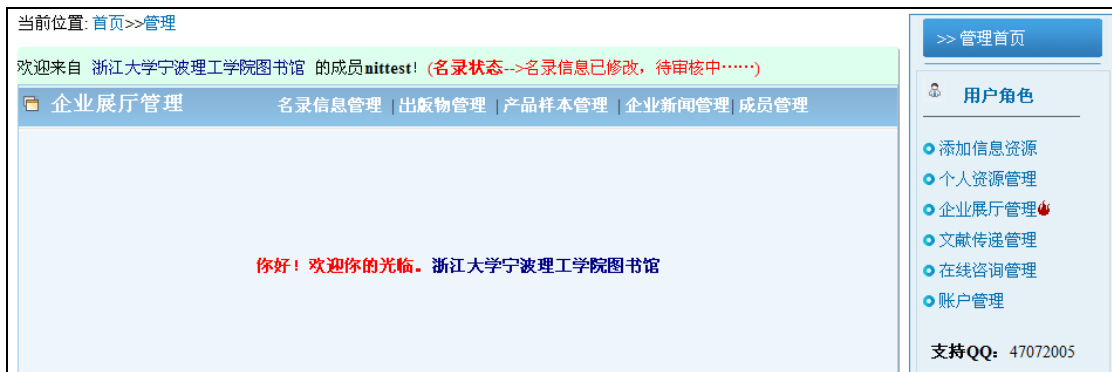 当前位置: 首页>>管理
欢迎来自 浙江大学宁波理工学院图书馆 的成员nittest! (名录状态-->名录信息已修改，待审核中……)
企业展厅管理 名录信息管理 |出版物管理 |产品样本管理 |企业新闻管理| 成员管理
你好！欢迎你的光临。浙江大学宁波理工学院图书馆
>> 管理首页
用户角色
添加信息资源
个人资源管理
企业展厅管理
文献传递管理
在线咨询管理
账户管理
支持QQ: 47072005